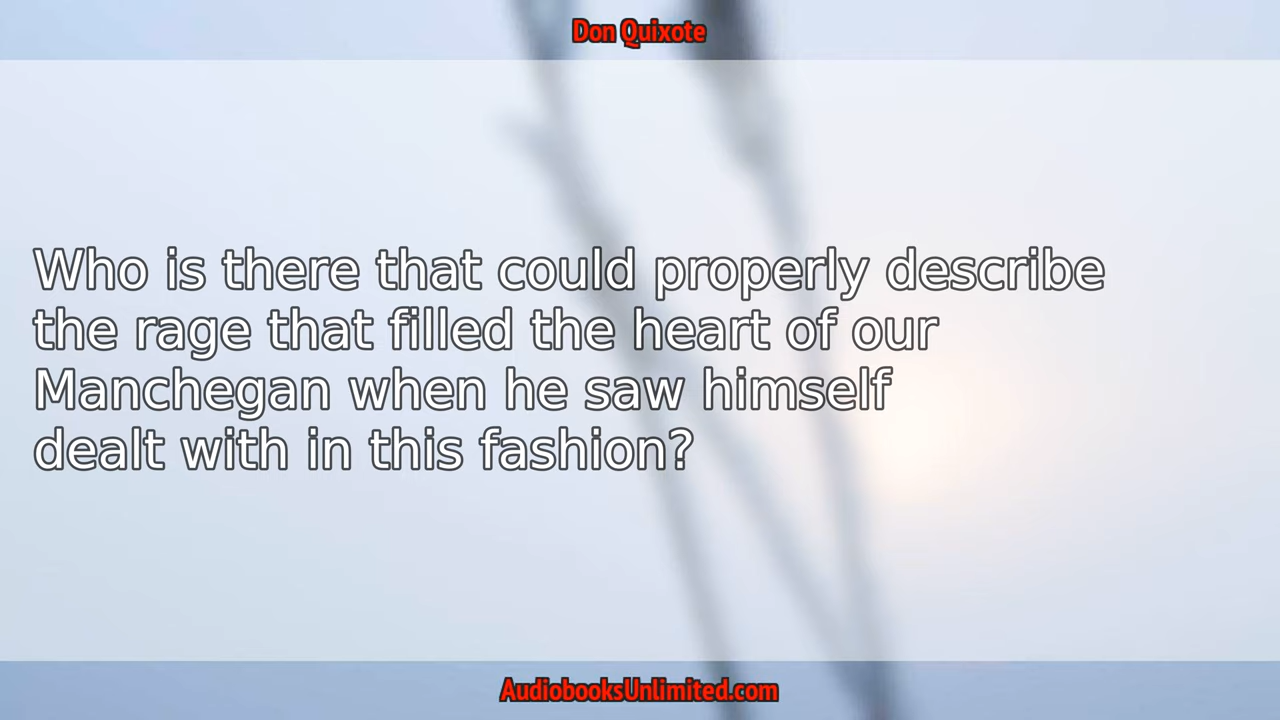 Don Quixote
Who is there that could properly describe
the rage that filled the heart of our
Manchegan when he saw himself
dealt with in this fashion?
AudiobooksUnlimited.com